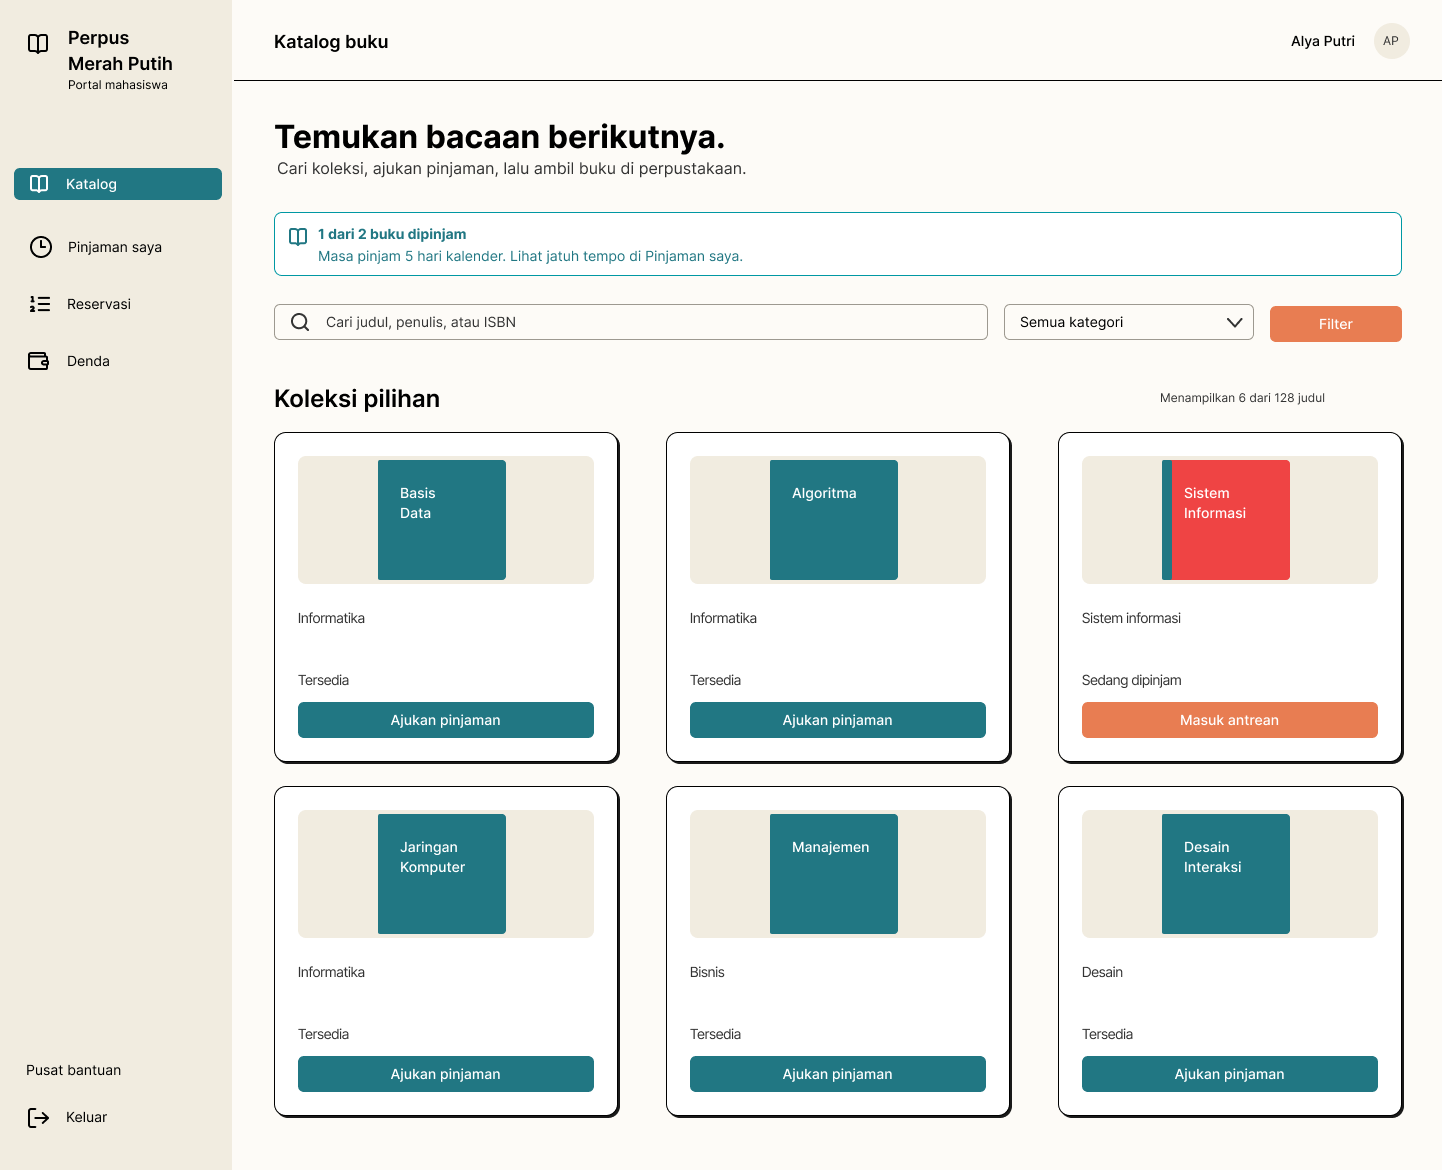 Perpus
Merah Putih
Portal mahasiswa
Katalog
Pinjaman saya
Reservasi
Denda
Pusat bantuan
Keluar
Katalog buku
Alya Putri
AP
Temukan bacaan berikutnya.
Cari koleksi, ajukan pinjaman, lalu ambil buku di perpustakaan.
1 dari 2 buku dipinjam
Masa pinjam 5 hari kalender. Lihat jatuh tempo di Pinjaman saya.
Cari judul, penulis, atau ISBN
Semua kategori
Filter
Koleksi pilihan
Menampilkan 6 dari 128 judul
Basis
Data
Informatika
Tersedia
Ajukan pinjaman
Algoritma
Informatika
Tersedia
Ajukan pinjaman
Sistem
Informasi
Sistem informasi
Sedang dipinjam
Masuk antrean
Jaringan
Komputer
Informatika
Tersedia
Ajukan pinjaman
Manajemen
Bisnis
Tersedia
Ajukan pinjaman
Desain
Interaksi
Desain
Tersedia
Ajukan pinjaman